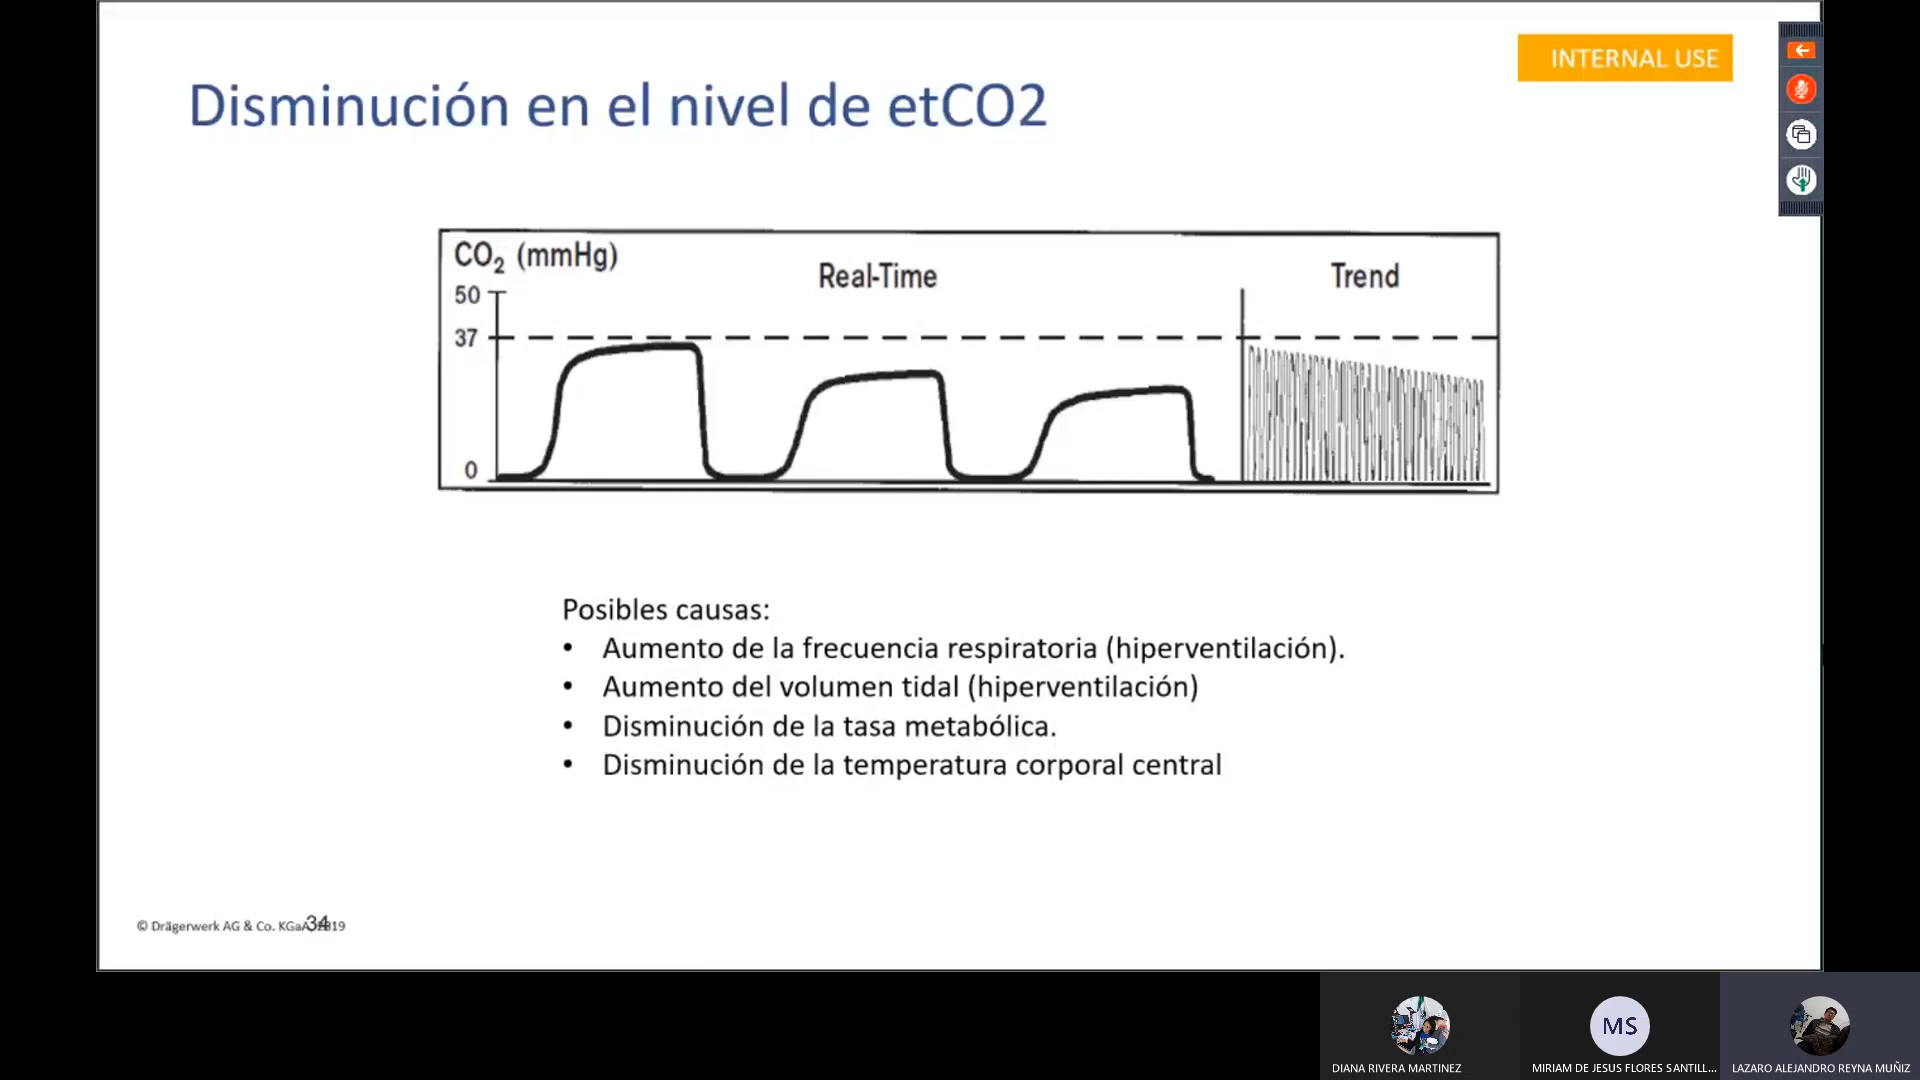 INTERNAL USE
Disminución en el nivel de etCO2
CO2 (mmHg)
Real-Time
Trend
50
37
0
Posibles causas:
• Aumento de la frecuencia respiratoria (hiperventilación).
• Aumento del volumen tidal (hiperventilación)
• Disminución de la tasa metabólica.
• Disminución de la temperatura corporal central
© Drägerwerk AG & Co. KGaA,
34
MS
DIANA RIVERA MARTINEZ
MIRIAM DE JESUS FLORES SANTILL...
LAZARO ALEJANDRO REYNA MUÑIZ